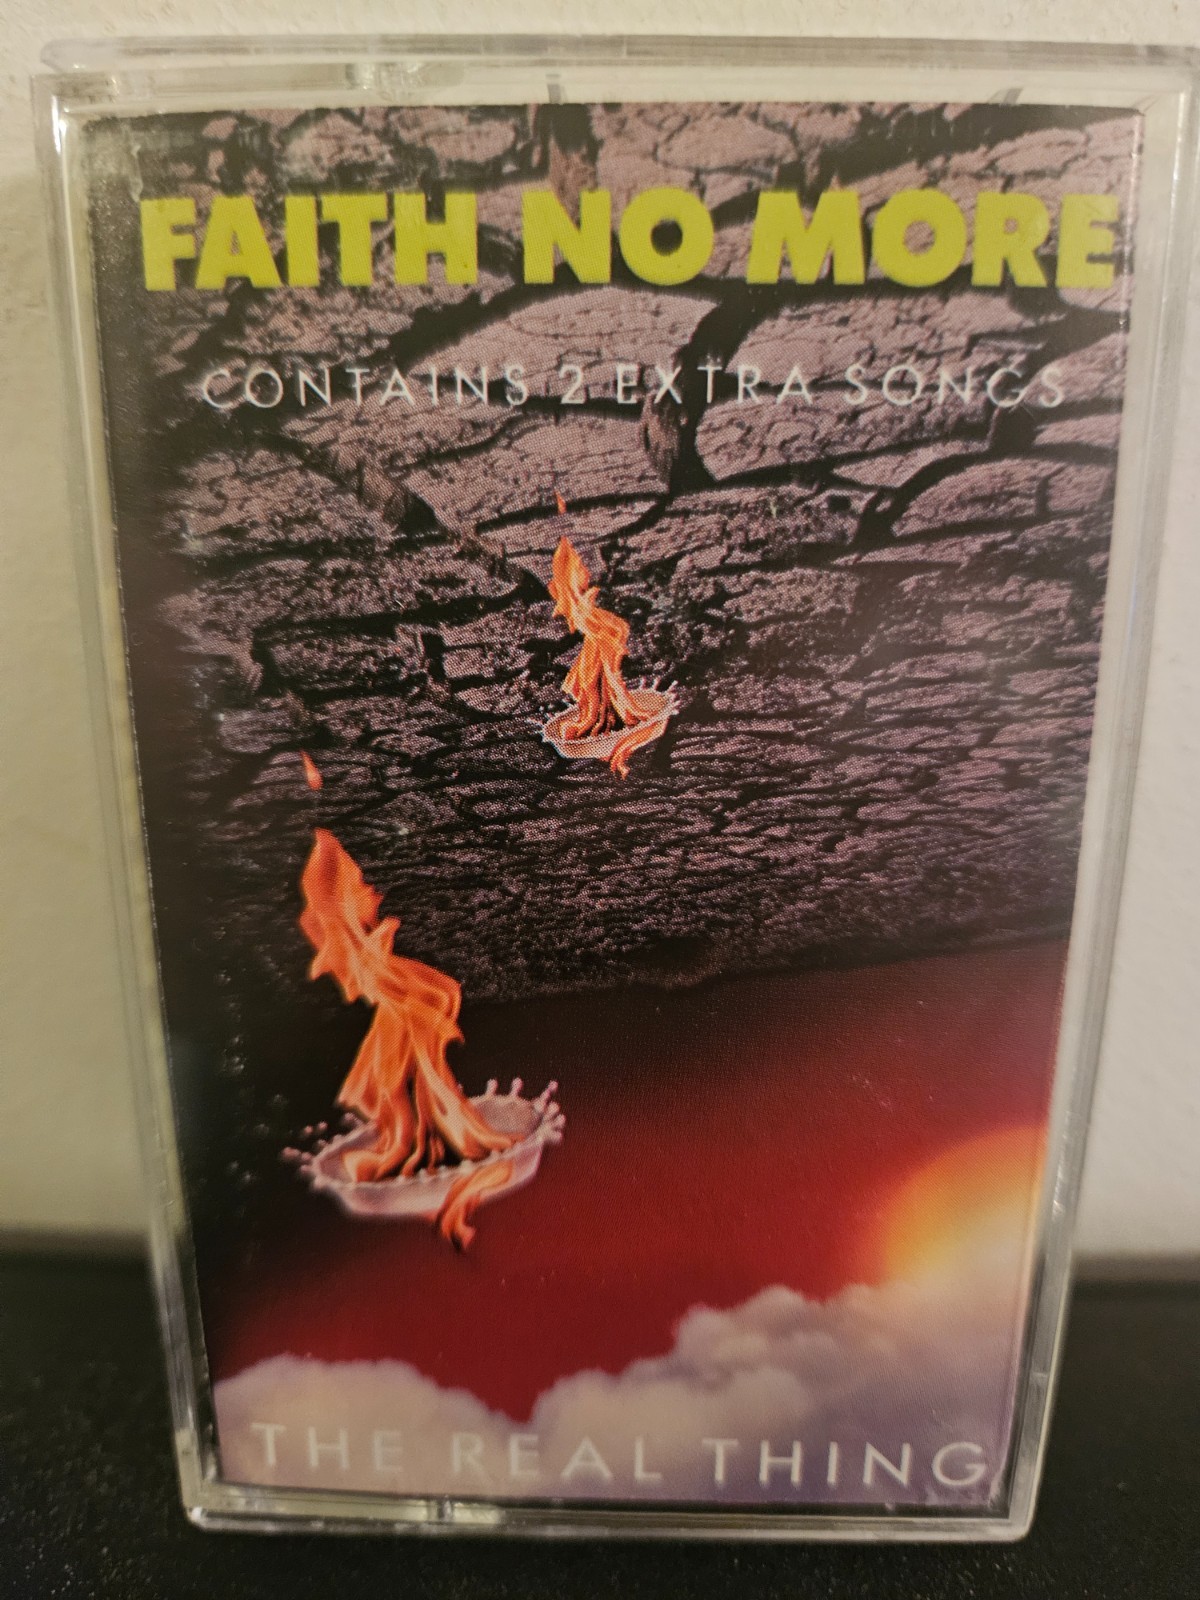 FAITH NO MORE
CONTAINS 2 EXTRA SONGS
THE REAL THING